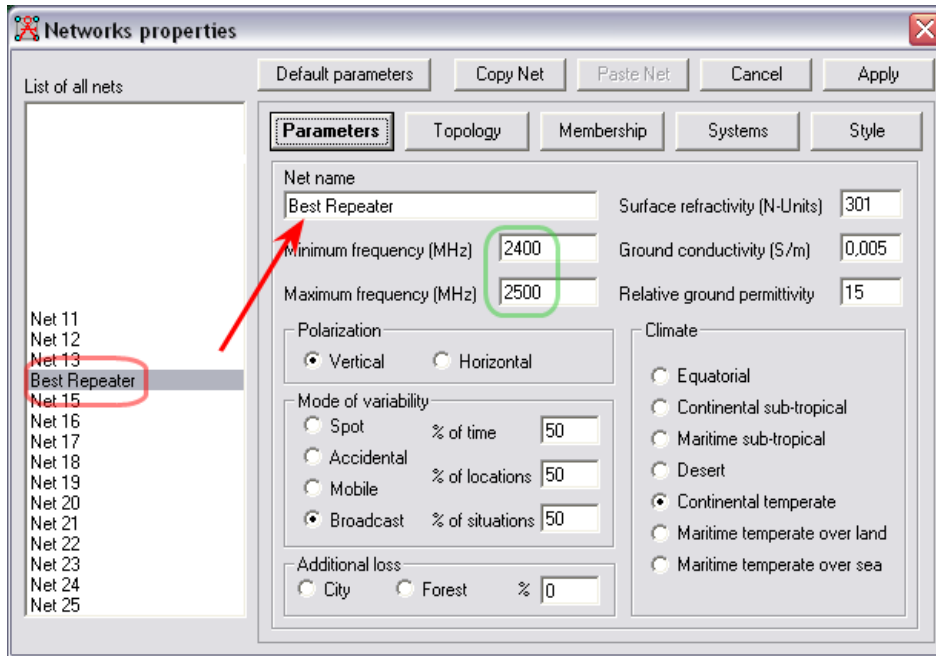 Networks properties
List of all nets
Default parameters
Copy Net
Paste Net
Cancel
Apply
Parameters
Topology
Membership
Systems
Style
Net name
Best Repeater
Surface refractivity (N-Units)
301
Minimum frequency (MHz)
2400
Ground conductivity (S/m)
0,005
Maximum frequency (MHz)
2500
Relative ground permittivity
15
Net 11
Net 12
Net 13
Best Repeater
Net 15
Net 16
Net 17
Net 18
Net 19
Net 20
Net 21
Net 22
Net 23
Net 24
Net 25
Polarization
Vertical
Horizontal
Mode of variability
Spot
Accidental
Mobile
Broadcast
% of time
50
% of locations
50
% of situations
50
Additional loss
City
Forest
%
0
Climate
Equatorial
Continental sub-tropical
Maritime sub-tropical
Desert
Continental temperate
Maritime temperate over land
Maritime temperate over sea